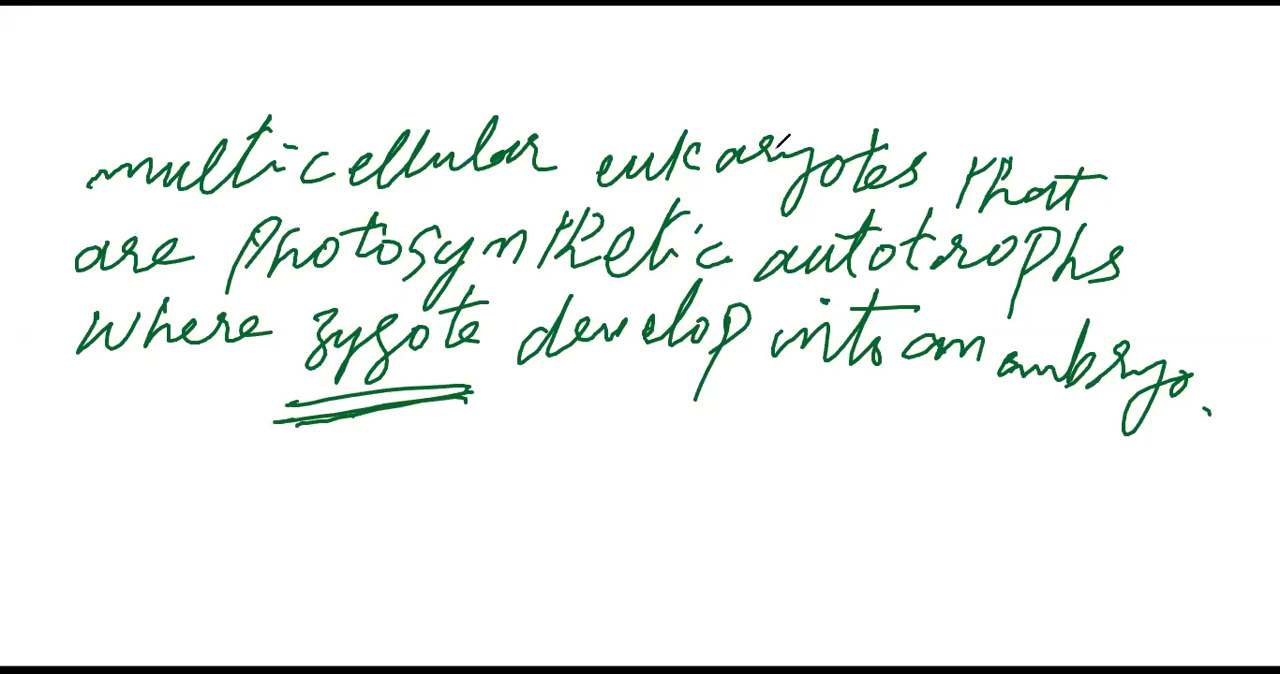 multicellular eukaryotes that
are photosynthetic autotrophs
where zygote develop into an embryo.